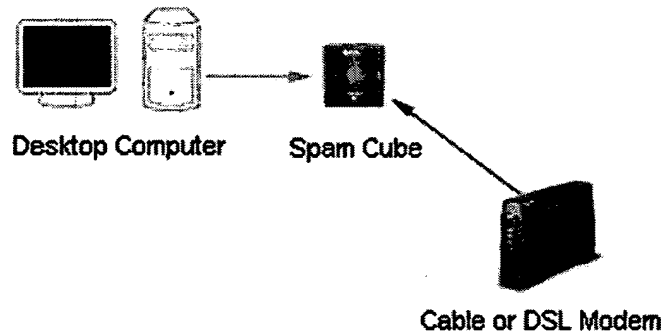 Desktop Computer
Spam Cube
Cable or DSL Modem